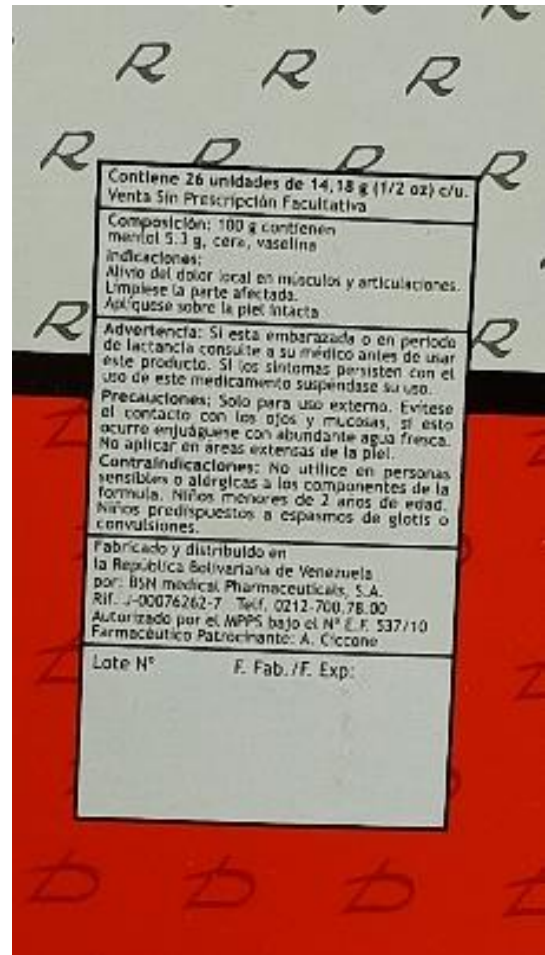 R R R
R R R R
Contiene 26 unidades de 14,18 g (1/2 oz) c/u.
Venta Sin Prescripción Facultativa
Composición: 100 g contienen
mentol 5.3 g, cera, vaselina
Indicaciones:
Alivio del dolor local en músculos y articulaciones.
Límpiese la parte afectada.
Aplíquese sobre la piel intacta
R R
Advertencia: Si esta embarazada o en periodo
de lactancia consulte a su médico antes de usar
este producto. Si los síntomas persisten con el
uso de este medicamento suspéndase su uso.
Precauciones: Solo para uso externo. Evítese
el contacto con los ojos y mucosas, si esto
ocurre enjuáguese con abundante agua fresca.
No aplicar en áreas extensas de la piel.
Contraindicaciones: No utilice en personas
sensibles o alérgicas a los componentes de la
formula. Niños menores de 2 anos de edad.
Niños predispuestos a espasmos de glotis o
convulsiones.
Fabricado y distribuido en
la República Bolivariana de Venezuela
por: BSN medical Pharmaceuticals, S.A.
Rif. J-00076262-7 Telf. 0212-700.78.00
Autorizado por el MPPS bajo el N° E.F. 537/10
Farmacéutico Patrocinante: A. Ciccone
Lote N° F. Fab./F. Exp: